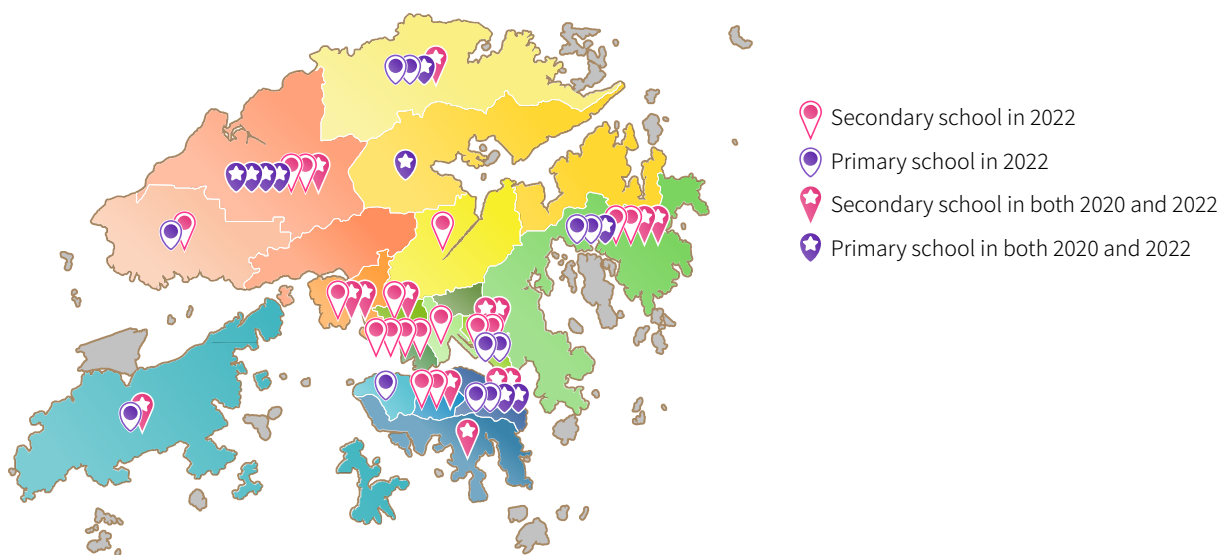 Secondary school in 2022
Primary school in 2022
Secondary school in both 2020 and 2022
Primary school in both 2020 and 2022